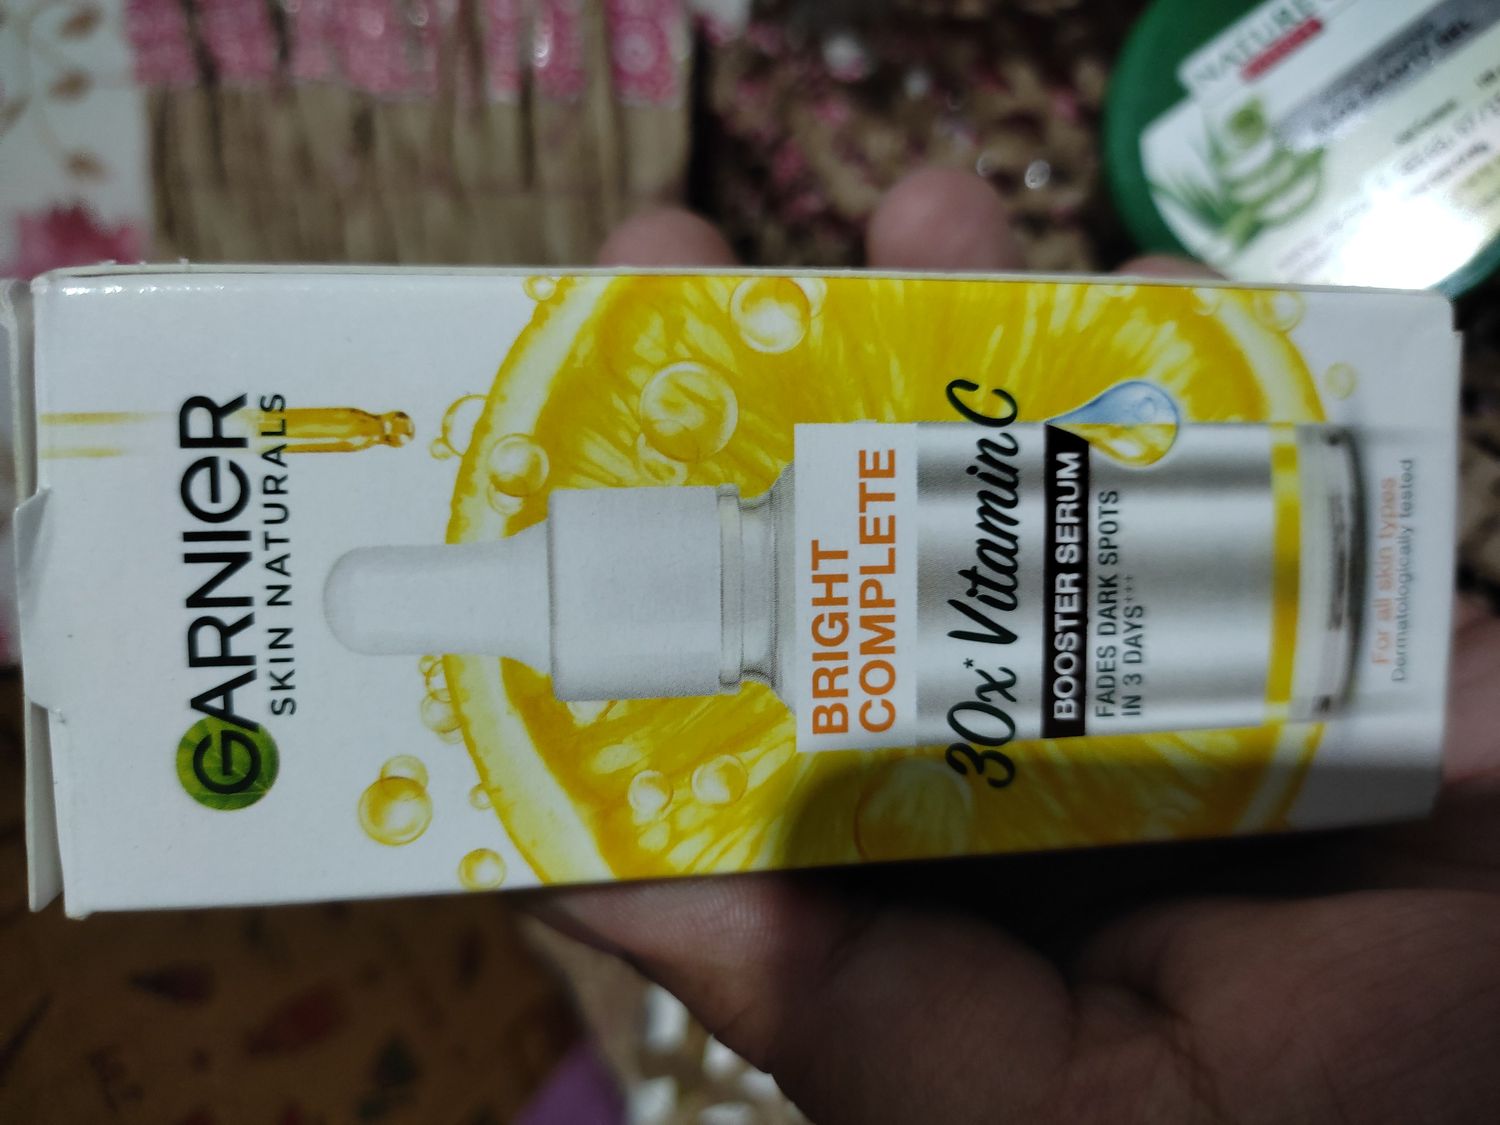 GARNIER
SKIN NATURALS
BRIGHT
COMPLETE
30x* Vitamin C
BOOSTER SERUM
FADES DARK SPOTS
IN 3 DAYS+++
For all skin types
Dermatologically tested
NATURE